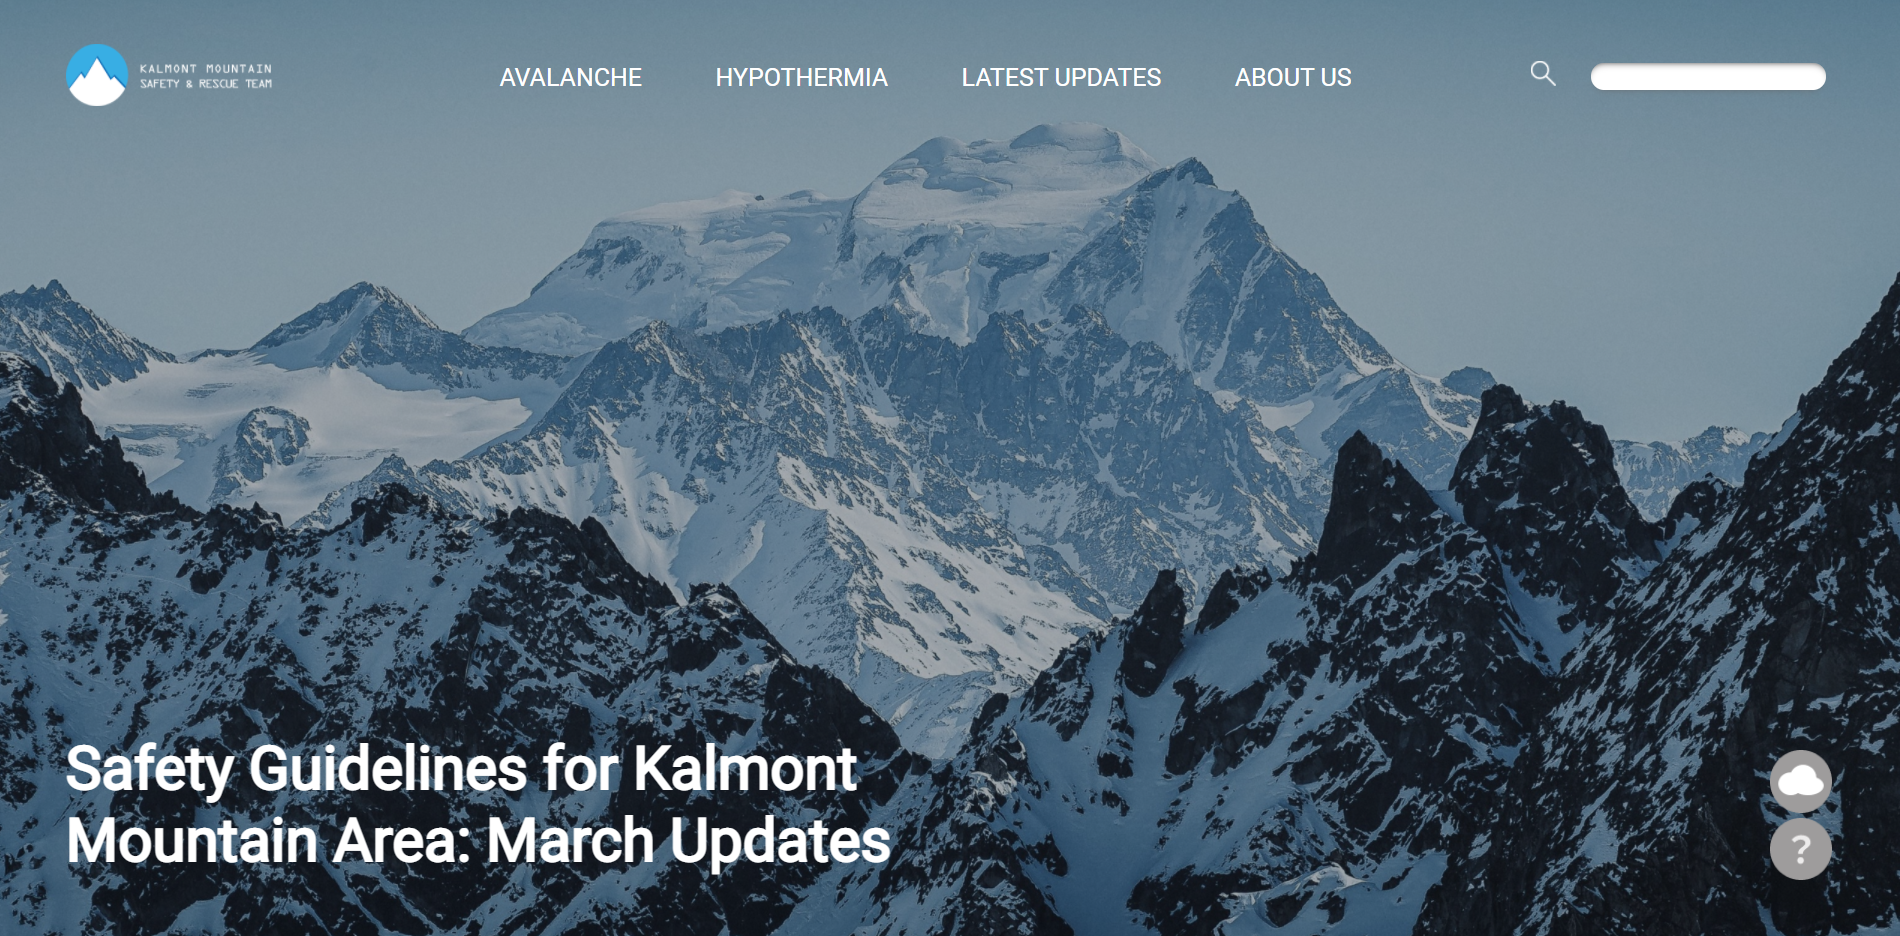 KALMONT MOUNTAIN
SAFETY & RESCUE TEAM
AVALANCHE
HYPOTHERMIA
LATEST UPDATES
ABOUT US
Safety Guidelines for Kalmont
Mountain Area: March Updates
?